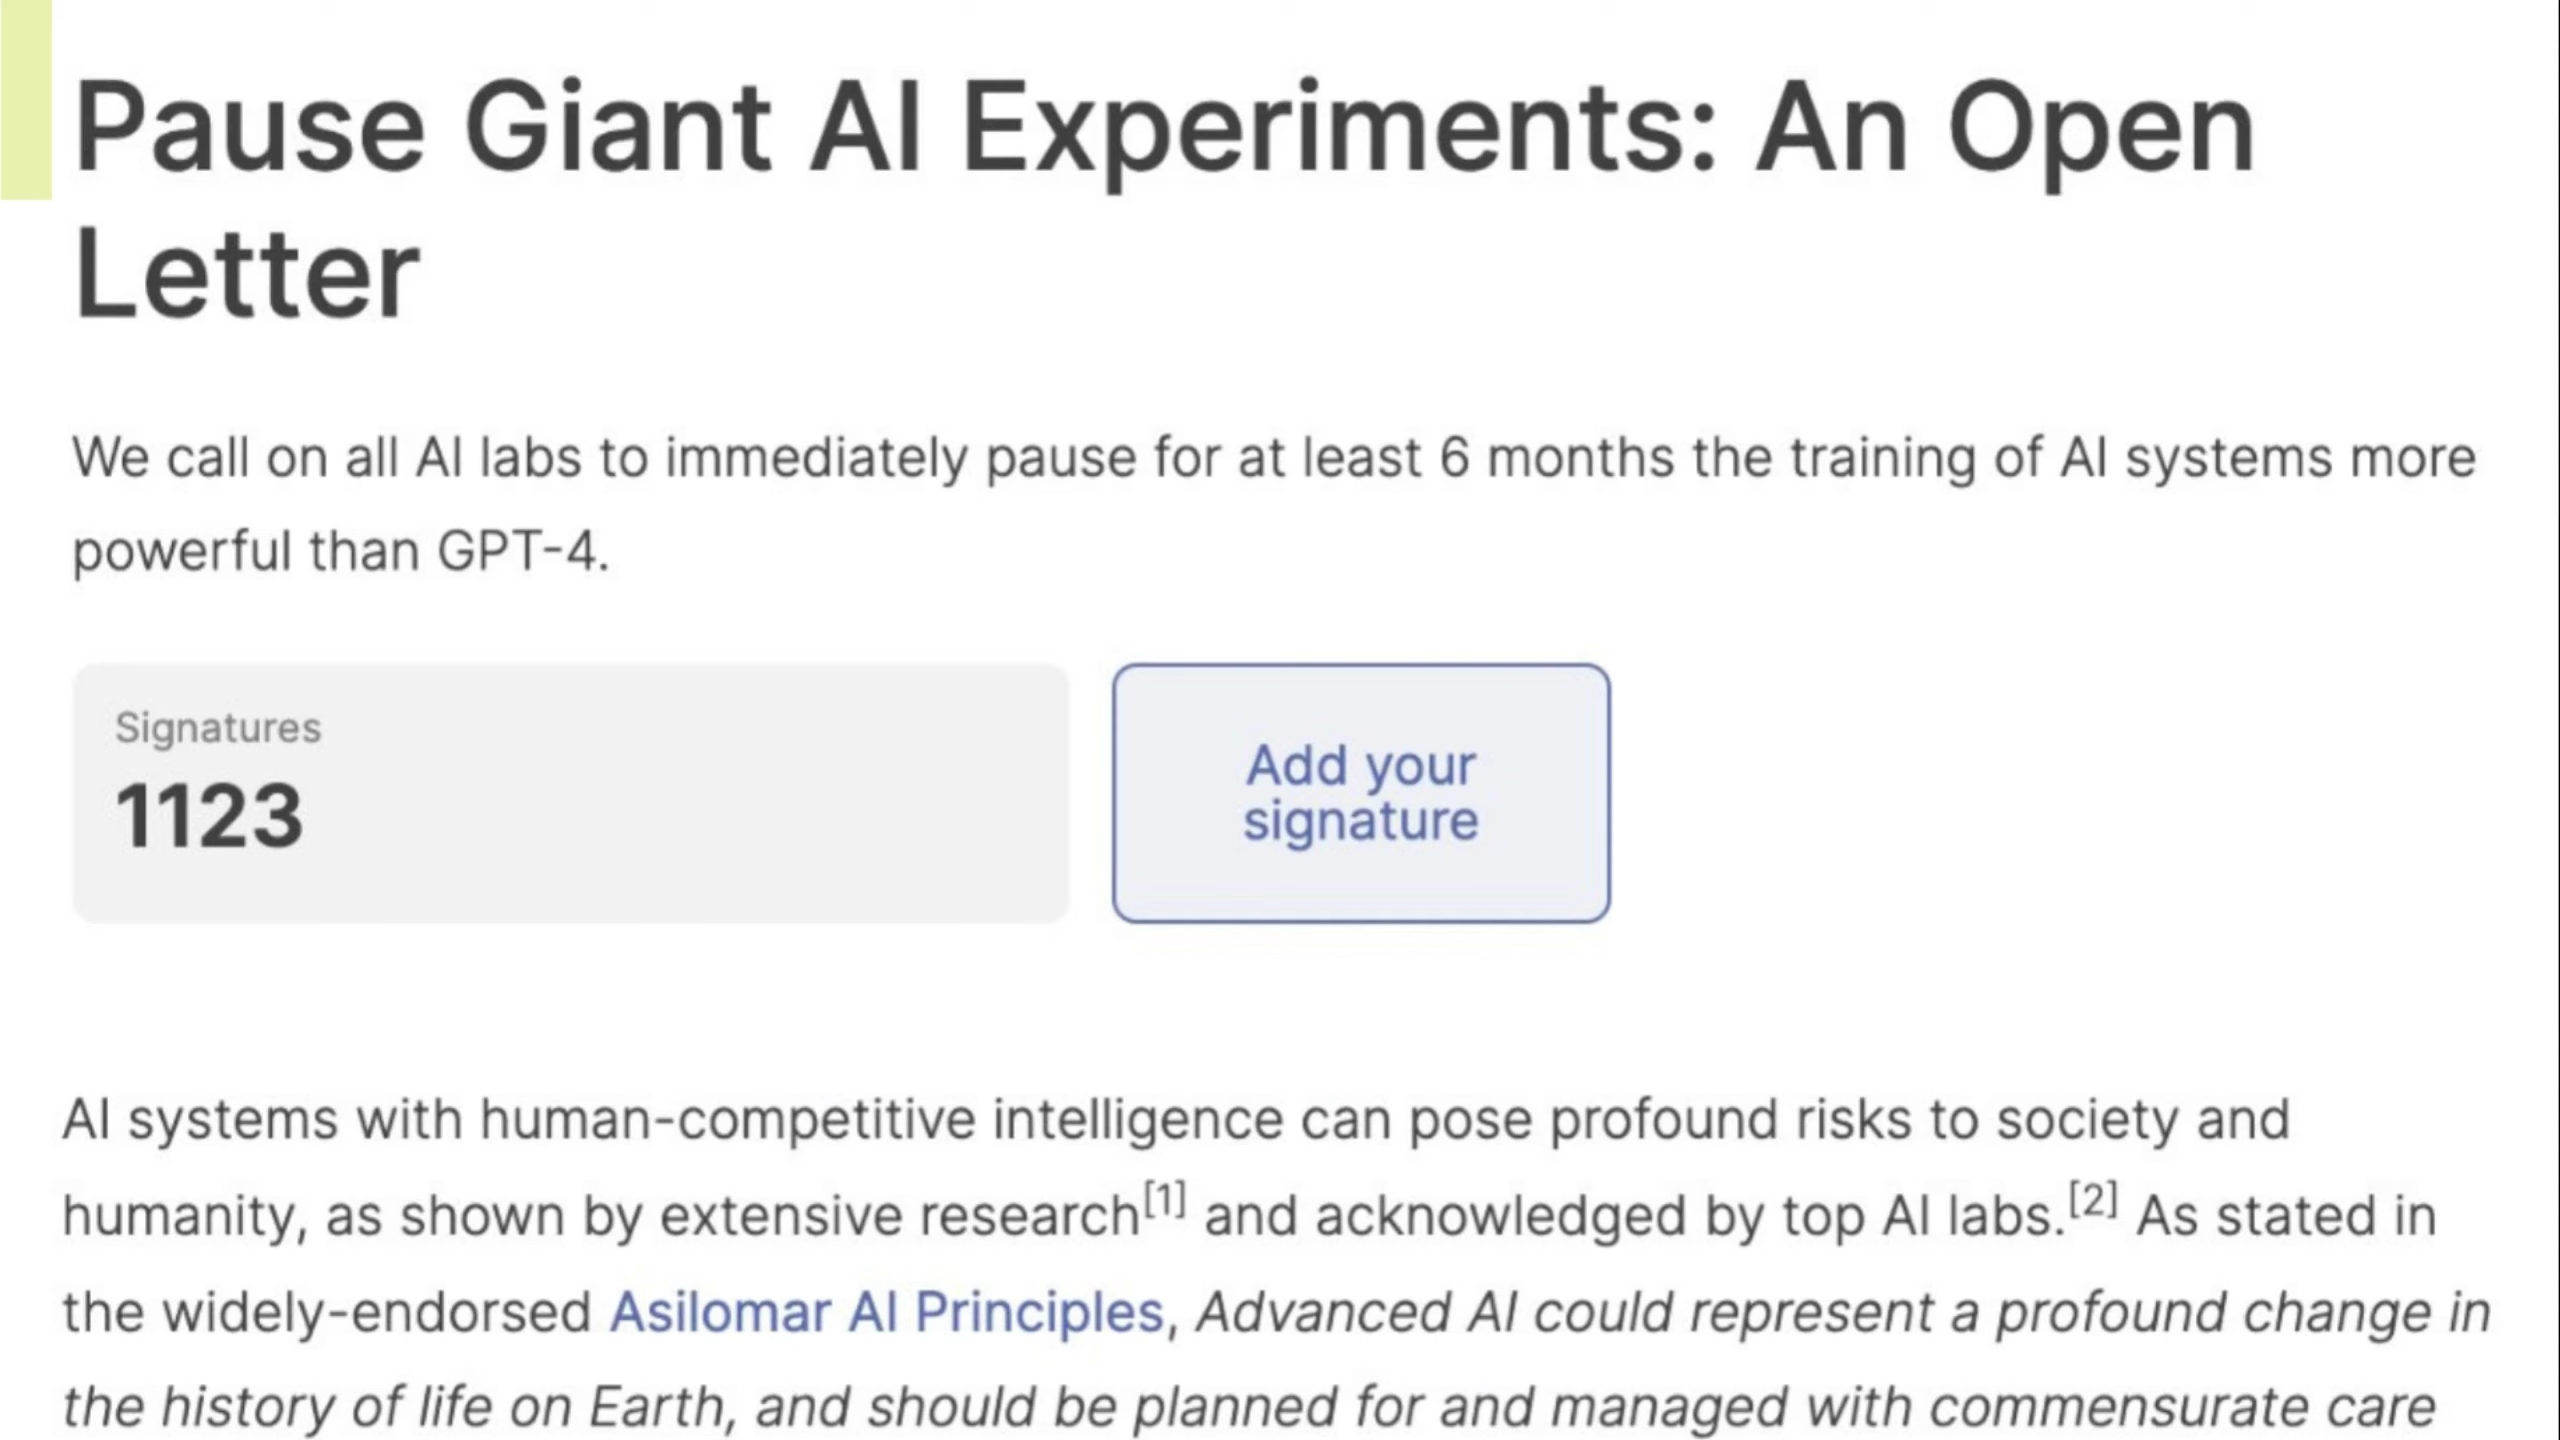 Pause Giant AI Experiments: An Open
Letter
We call on all AI labs to immediately pause for at least 6 months the training of AI systems more
powerful than GPT-4.
Signatures
1123
Add your
signature
AI systems with human-competitive intelligence can pose profound risks to society and
humanity, as shown by extensive research[1] and acknowledged by top AI labs.[2] As stated in
the widely-endorsed Asilomar AI Principles, Advanced AI could represent a profound change in
the history of life on Earth, and should be planned for and managed with commensurate care